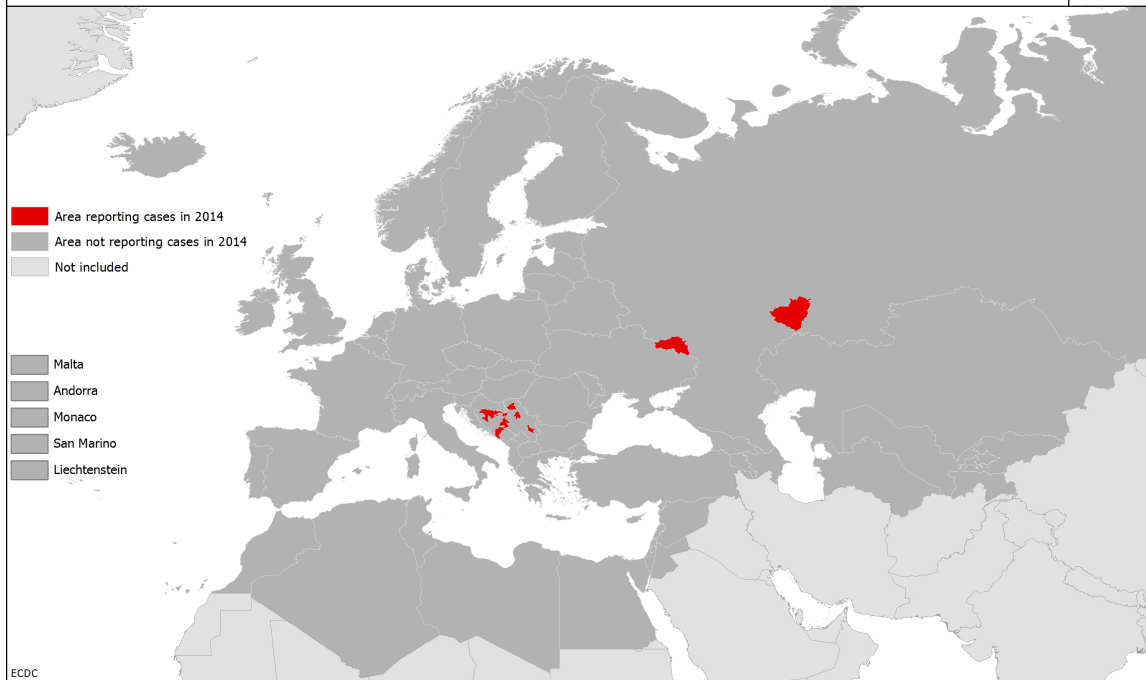 Area reporting cases in 2014
Area not reporting cases in 2014
Not included
Malta
Andorra
Monaco
San Marino
Liechtenstein
ECDC